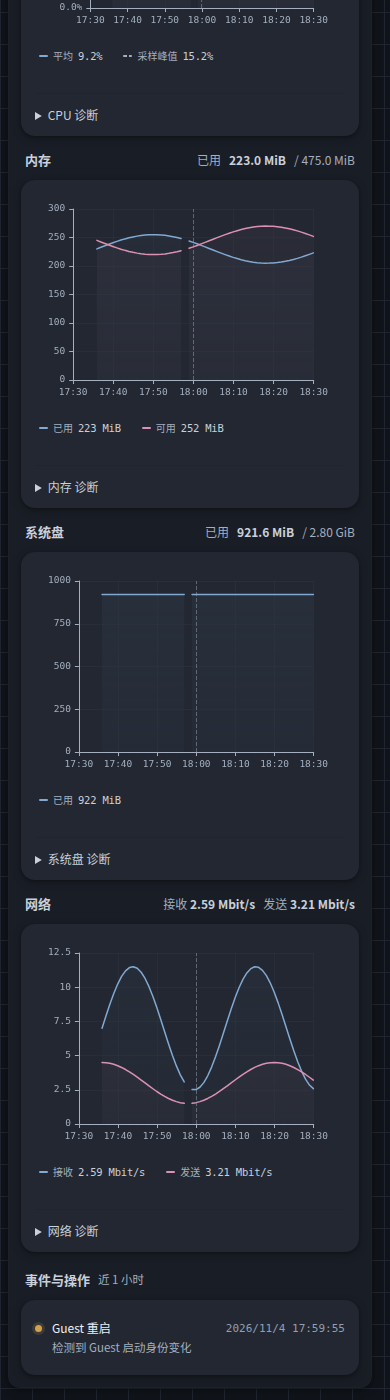 0.0%
17:30 17:40 17:50 18:00 18:10 18:20 18:30
平均 9.2% 采样峰值 15.2%
▶ CPU 诊断
内存 已用 223.0 MiB / 475.0 MiB
300
250
200
150
100
50
0
17:30 17:40 17:50 18:00 18:10 18:20 18:30
已用 223 MiB 可用 252 MiB
▶ 内存 诊断
系统盘 已用 921.6 MiB / 2.80 GiB
1000
750
500
250
0
17:30 17:40 17:50 18:00 18:10 18:20 18:30
已用 922 MiB
▶ 系统盘 诊断
网络 接收 2.59 Mbit/s 发送 3.21 Mbit/s
12.5
10
7.5
5
2.5
0
17:30 17:40 17:50 18:00 18:10 18:20 18:30
接收 2.59 Mbit/s 发送 3.21 Mbit/s
▶ 网络 诊断
事件与操作 近 1 小时
Guest 重启 2026/11/4 17:59:55
检测到 Guest 启动身份变化